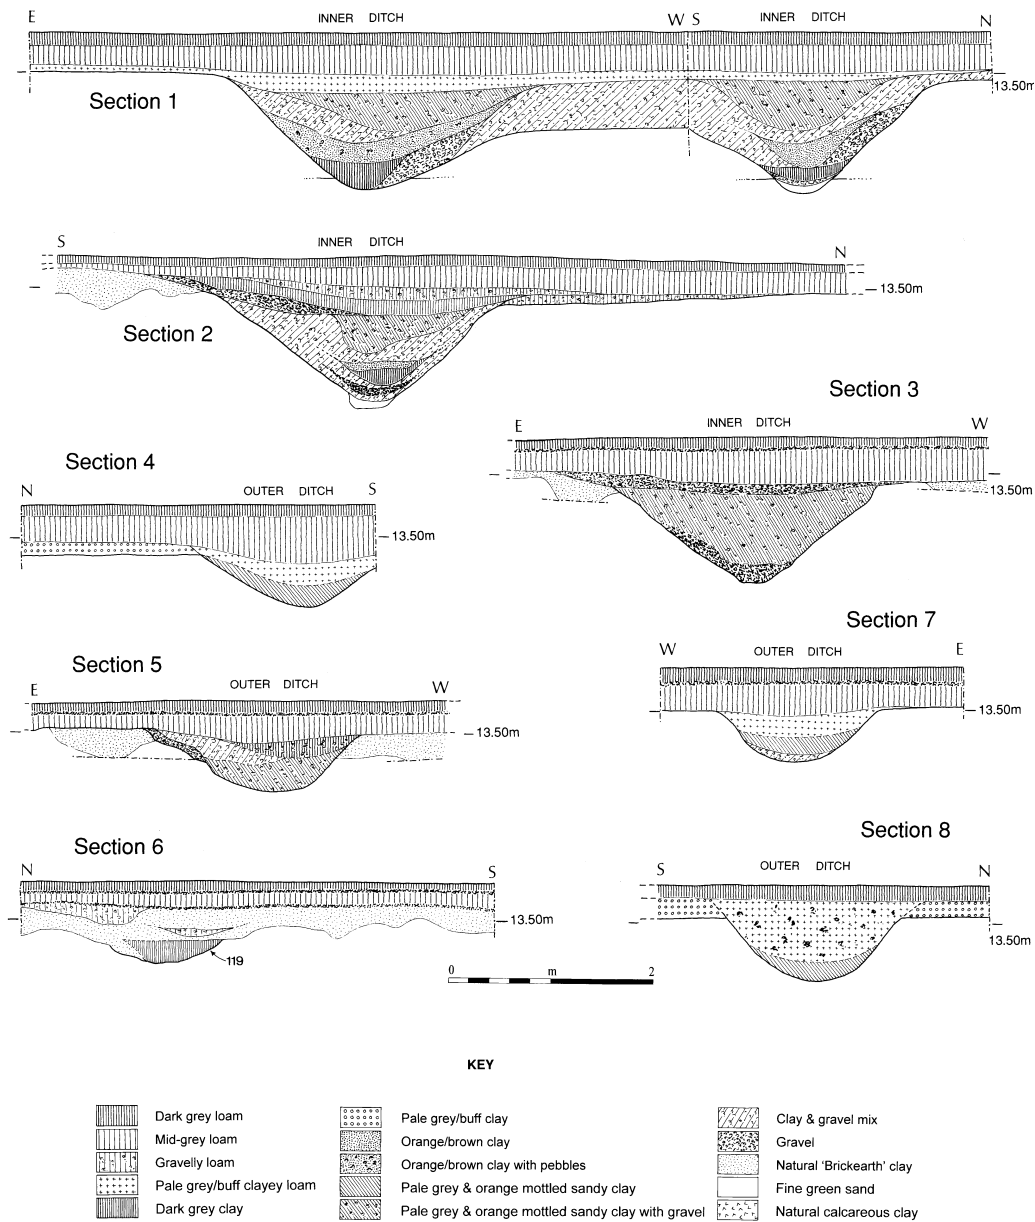 E INNER DITCH W S INNER DITCH N
13.50m
Section 1
S INNER DITCH N
13.50m
Section 2
Section 3
E INNER DITCH W
13.50m
Section 4
N OUTER DITCH S
13.50m
Section 7
W OUTER DITCH E
13.50m
Section 5
E OUTER DITCH W
13.50m
Section 8
S OUTER DITCH N
13.50m
Section 6
N S
13.50m
119
0 m 2
KEY
Dark grey loam
Mid-grey loam
Gravelly loam
Pale grey/buff clayey loam
Dark grey clay
Pale grey/buff clay
Orange/brown clay
Orange/brown clay with pebbles
Pale grey & orange mottled sandy clay
Pale grey & orange mottled sandy clay with gravel
Clay & gravel mix
Gravel
Natural 'Brickearth' clay
Fine green sand
Natural calcareous clay